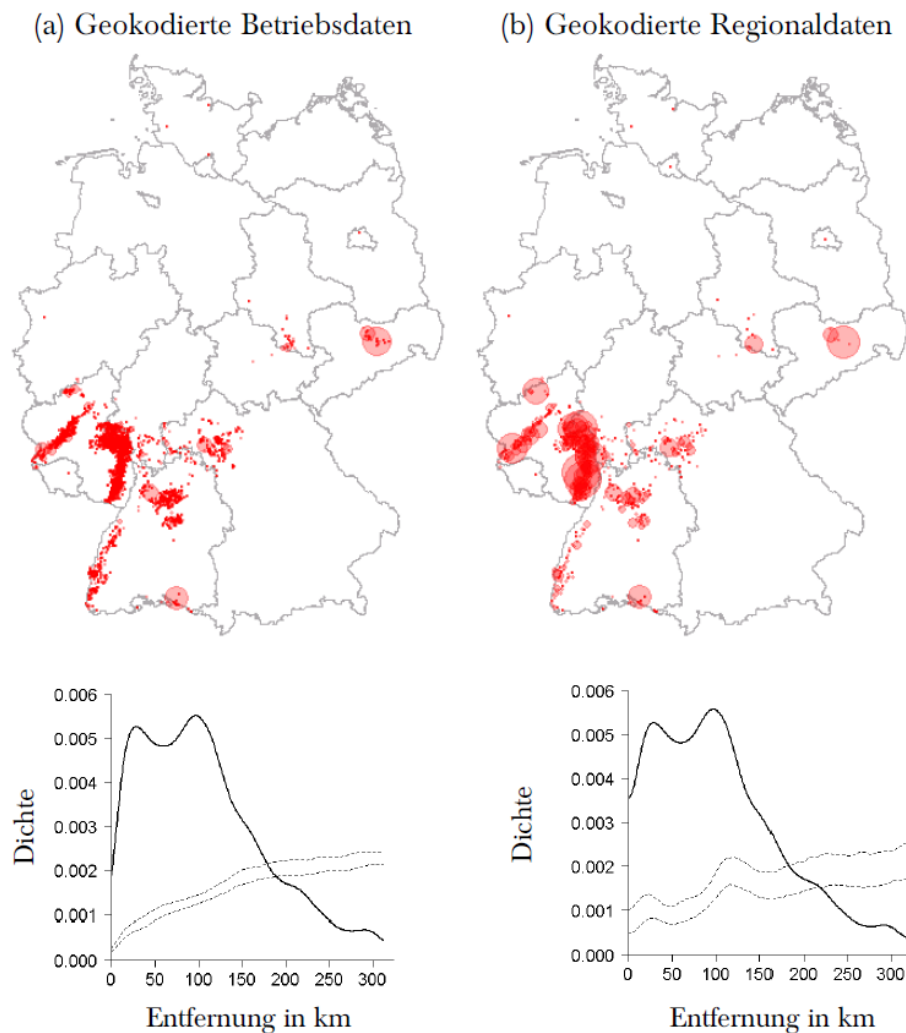 (a) Geokodierte Betriebsdaten
(b) Geokodierte Regionaldaten
0.006
0.005
0.004
0.003
0.002
0.001
0.000
Dichte
0 50 100 150 200 250 300
Entfernung in km
0.006
0.005
0.004
0.003
0.002
0.001
0.000
Dichte
0 50 100 150 200 250 300
Entfernung in km